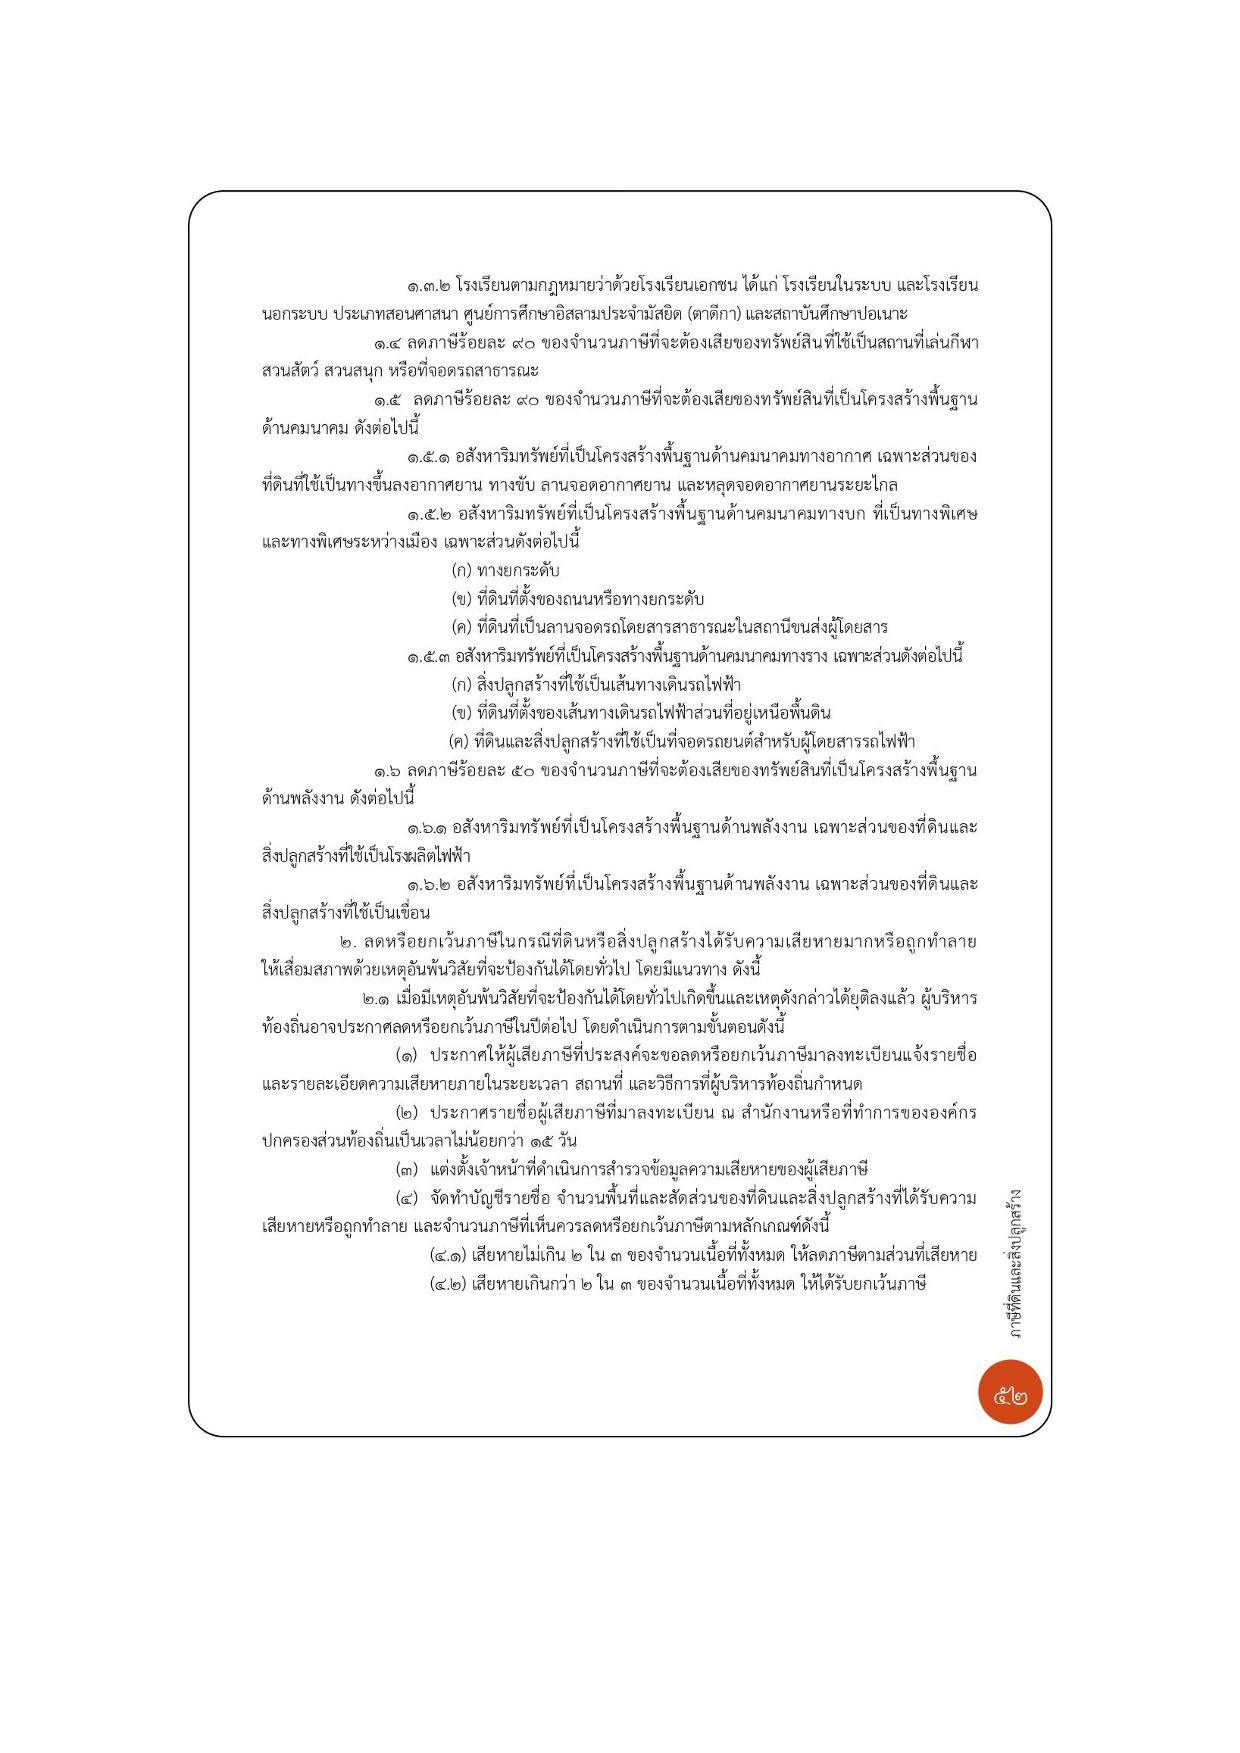 ๑.๓.๒ โรงเรียนตามกฎหมายว่าด้วยโรงเรียนเอกชน ได้แก่ โรงเรียนในระบบ และโรงเรียน
นอกระบบ ประเภทสอนศาสนา ศูนย์การศึกษาอิสลามประจำมัสยิด (ตาดีกา) และสถาบันศึกษาปอเนาะ
๑.๔ ลดภาษีร้อยละ ๙๐ ของจำนวนภาษีที่จะต้องเสียของทรัพย์สินที่ใช้เป็นสถานที่เล่นกีฬา
สวนสัตว์ สวนสนุก หรือที่จอดรถสาธารณะ
๑.๕ ลดภาษีร้อยละ ๙๐ ของจำนวนภาษีที่จะต้องเสียของทรัพย์สินที่เป็นโครงสร้างพื้นฐาน
ด้านคมนาคม ดังต่อไปนี้
๑.๕.๑ อสังหาริมทรัพย์ที่เป็นโครงสร้างพื้นฐานด้านคมนาคมทางอากาศ เฉพาะส่วนของ
ที่ดินที่ใช้เป็นทางขึ้นลงอากาศยาน ทางขับ ลานจอดอากาศยาน และหลุดจอดอากาศยานระยะไกล
๑.๕.๒ อสังหาริมทรัพย์ที่เป็นโครงสร้างพื้นฐานด้านคมนาคมทางบก ที่เป็นทางพิเศษ
และทางพิเศษระหว่างเมือง เฉพาะส่วนดังต่อไปนี้
(ก) ทางยกระดับ
(ข) ที่ดินที่ตั้งของถนนหรือทางยกระดับ
(ค) ที่ดินที่เป็นลานจอดรถโดยสารสาธารณะในสถานีขนส่งผู้โดยสาร
๑.๕.๓ อสังหาริมทรัพย์ที่เป็นโครงสร้างพื้นฐานด้านคมนาคมทางราง เฉพาะส่วนดังต่อไปนี้
(ก) สิ่งปลูกสร้างที่ใช้เป็นเส้นทางเดินรถไฟฟ้า
(ข) ที่ดินที่ตั้งของเส้นทางเดินรถไฟฟ้าส่วนที่อยู่เหนือพื้นดิน
(ค) ที่ดินและสิ่งปลูกสร้างที่ใช้เป็นที่จอดรถยนต์สำหรับผู้โดยสารรถไฟฟ้า
๑.๖ ลดภาษีร้อยละ ๕๐ ของจำนวนภาษีที่จะต้องเสียของทรัพย์สินที่เป็นโครงสร้างพื้นฐาน
ด้านพลังงาน ดังต่อไปนี้
๑.๖.๑ อสังหาริมทรัพย์ที่เป็นโครงสร้างพื้นฐานด้านพลังงาน เฉพาะส่วนของที่ดินและ
สิ่งปลูกสร้างที่ใช้เป็นโรงผลิตไฟฟ้า
๑.๖.๒ อสังหาริมทรัพย์ที่เป็นโครงสร้างพื้นฐานด้านพลังงาน เฉพาะส่วนของที่ดินและ
สิ่งปลูกสร้างที่ใช้เป็นเขื่อน
๒. ลดหรือยกเว้นภาษีในกรณีที่ดินหรือสิ่งปลูกสร้างได้รับความเสียหายมากหรือถูกทำลาย
ให้เสื่อมสภาพด้วยเหตุอันพ้นวิสัยที่จะป้องกันได้โดยทั่วไป โดยมีแนวทาง ดังนี้
๒.๑ เมื่อมีเหตุอันพ้นวิสัยที่จะป้องกันได้โดยทั่วไปเกิดขึ้นและเหตุดังกล่าวได้ยุติลงแล้ว ผู้บริหาร
ท้องถิ่นอาจประกาศลดหรือยกเว้นภาษีในปีต่อไป โดยดำเนินการตามขั้นตอนดังนี้
(๑) ประกาศให้ผู้เสียภาษีที่ประสงค์จะขอลดหรือยกเว้นภาษีมาลงทะเบียนแจ้งรายชื่อ
และรายละเอียดความเสียหายภายในระยะเวลา สถานที่ และวิธีการที่ผู้บริหารท้องถิ่นกำหนด
(๒) ประกาศรายชื่อผู้เสียภาษีที่มาลงทะเบียน ณ สำนักงานหรือที่ทำการขององค์กร
ปกครองส่วนท้องถิ่นเป็นเวลาไม่น้อยกว่า ๑๕ วัน
(๓) แต่งตั้งเจ้าหน้าที่ดำเนินการสำรวจข้อมูลความเสียหายของผู้เสียภาษี
(๔) จัดทำบัญชีรายชื่อ จำนวนพื้นที่และสัดส่วนของที่ดินและสิ่งปลูกสร้างที่ได้รับความ
เสียหายหรือถูกทำลาย และจำนวนภาษีที่เห็นควรลดหรือยกเว้นภาษีตามหลักเกณฑ์ดังนี้
(๔.๑) เสียหายไม่เกิน ๒ ใน ๓ ของจำนวนเนื้อที่ทั้งหมด ให้ลดภาษีตามส่วนที่เสียหาย
(๔.๒) เสียหายเกินกว่า ๒ ใน ๓ ของจำนวนเนื้อที่ทั้งหมด ให้ได้รับยกเว้นภาษี
ภาษีที่ดินและสิ่งปลูกสร้าง
๕๒